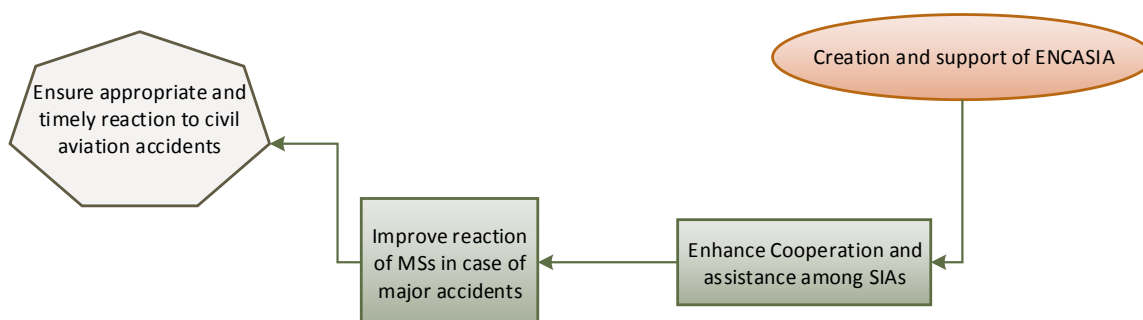 Creation and support of ENCASIA
Ensure appropriate and
timely reaction to civil
aviation accidents
Improve reaction
of MSs in case of
major accidents
Enhance Cooperation and
assistance among SIAs